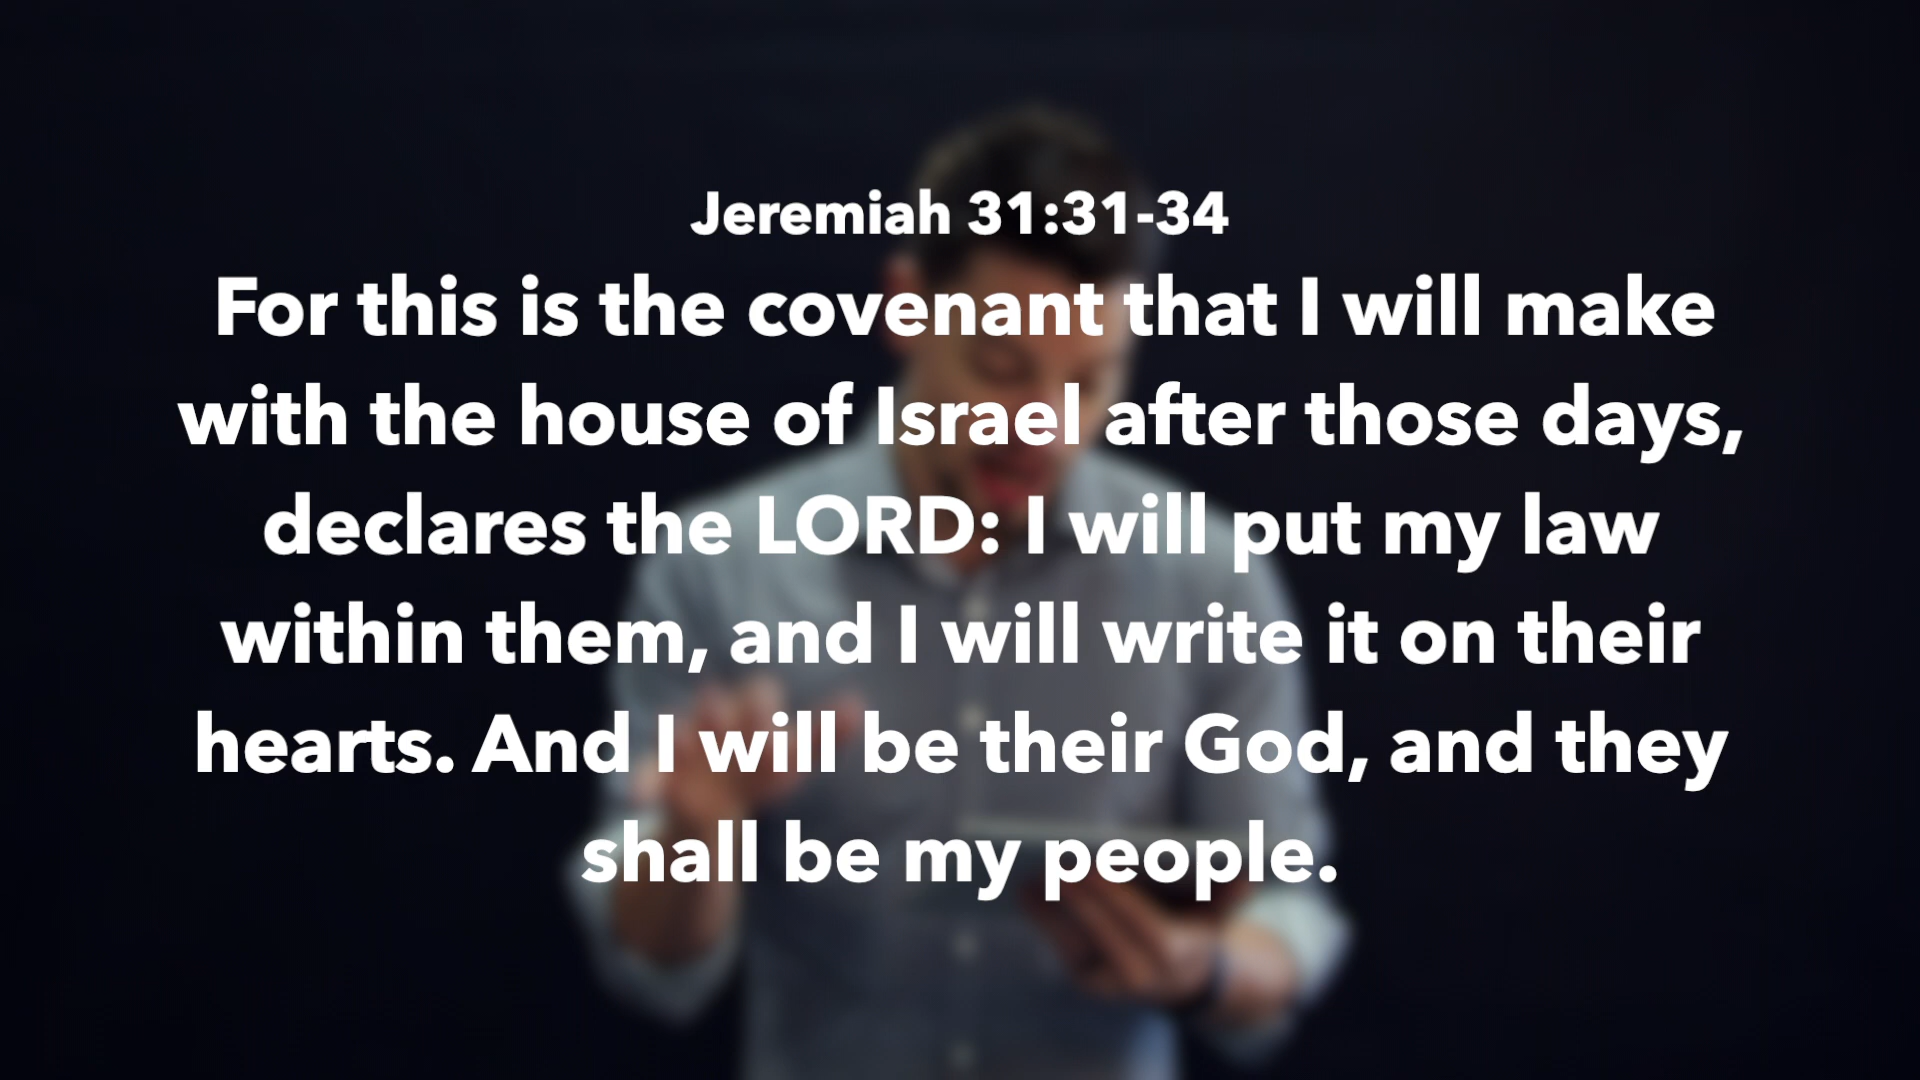 Jeremiah 31:31-34
For this is the covenant that I will make
with the house of Israel after those days,
declares the LORD: I will put my law
within them, and I will write it on their
hearts. And I will be their God, and they
shall be my people.